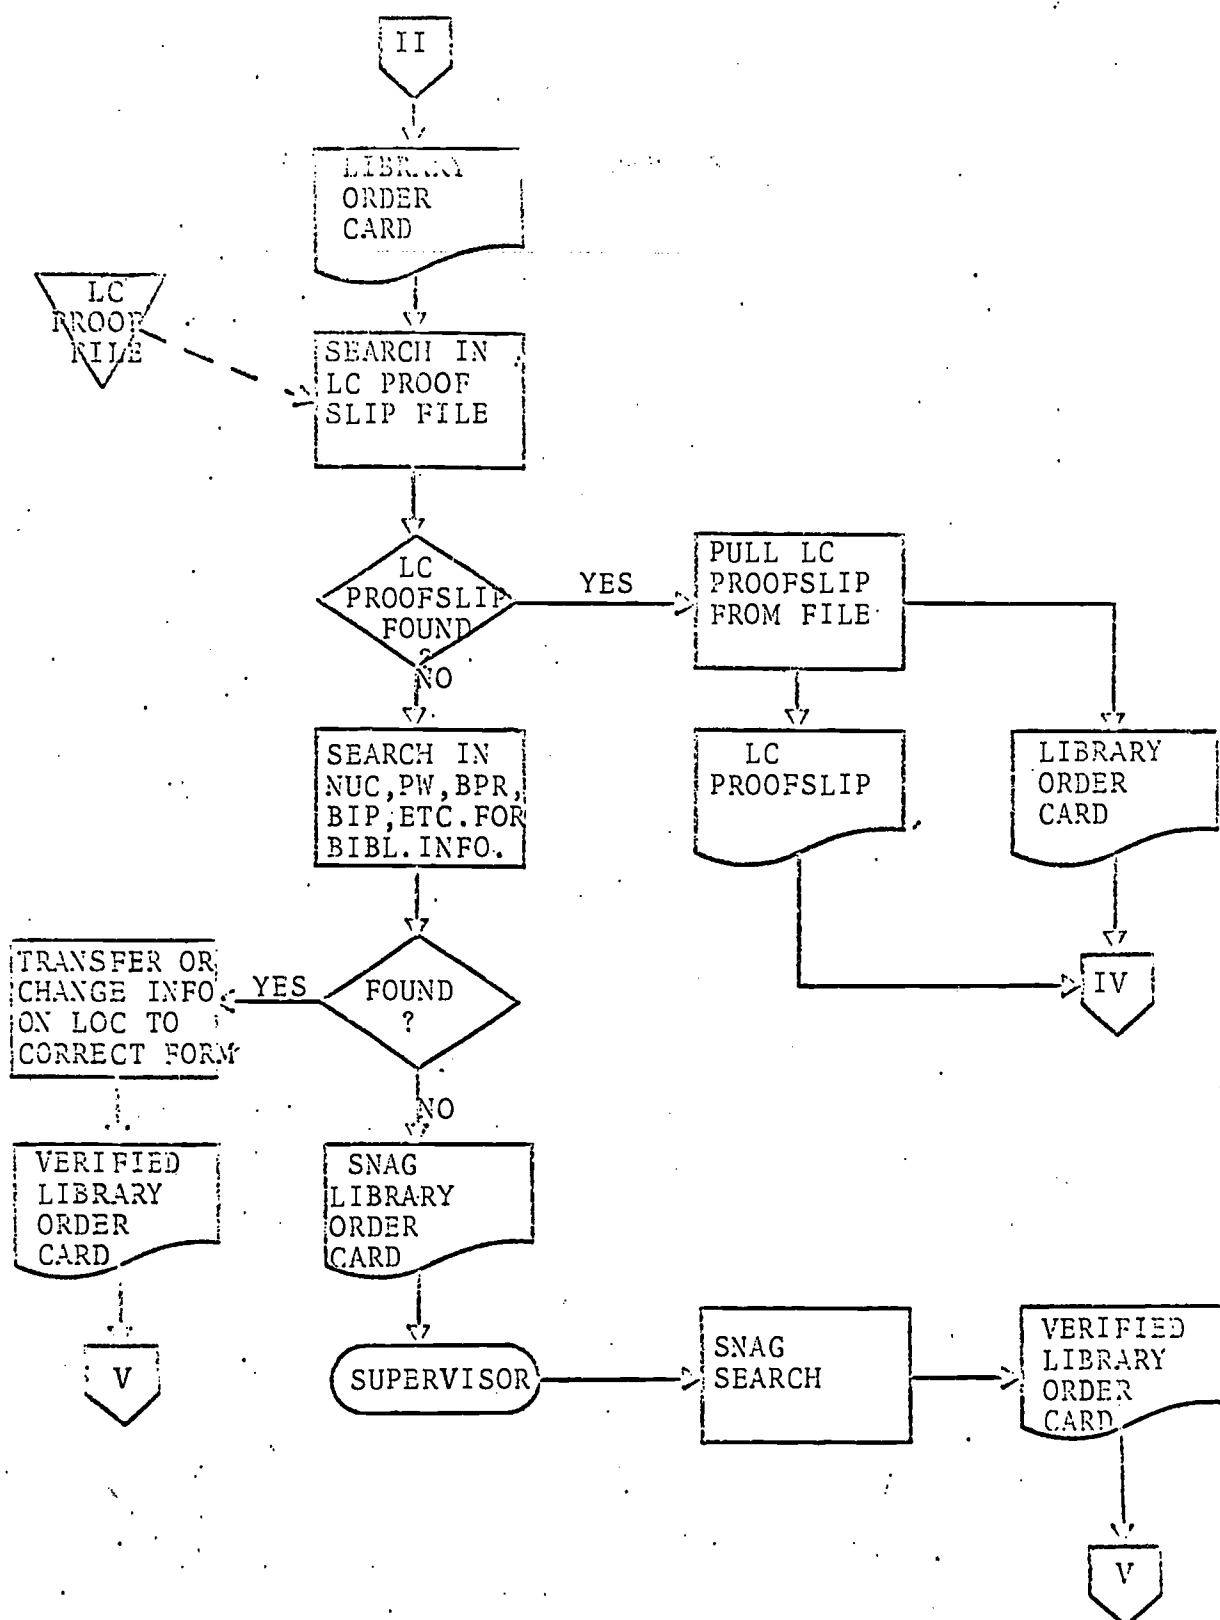 II
LIBRARY
ORDER
CARD
LC
PROOF
FILE
SEARCH IN
LC PROOF
SLIP FILE
LC
PROOFSLIP
FOUND
?
YES
NO
PULL LC
PROOFSLIP
FROM FILE
LC
PROOFSLIP
LIBRARY
ORDER
CARD
IV
SEARCH IN
NUC,PW,BPR,
BIP,ETC.FOR
BIBL.INFO.
FOUND
?
YES
NO
TRANSFER OR
CHANGE INFO
ON LOC TO
CORRECT FORM
VERIFIED
LIBRARY
ORDER
CARD
V
SNAG
LIBRARY
ORDER
CARD
SUPERVISOR
SNAG
SEARCH
VERIFIED
LIBRARY
ORDER
CARD
V